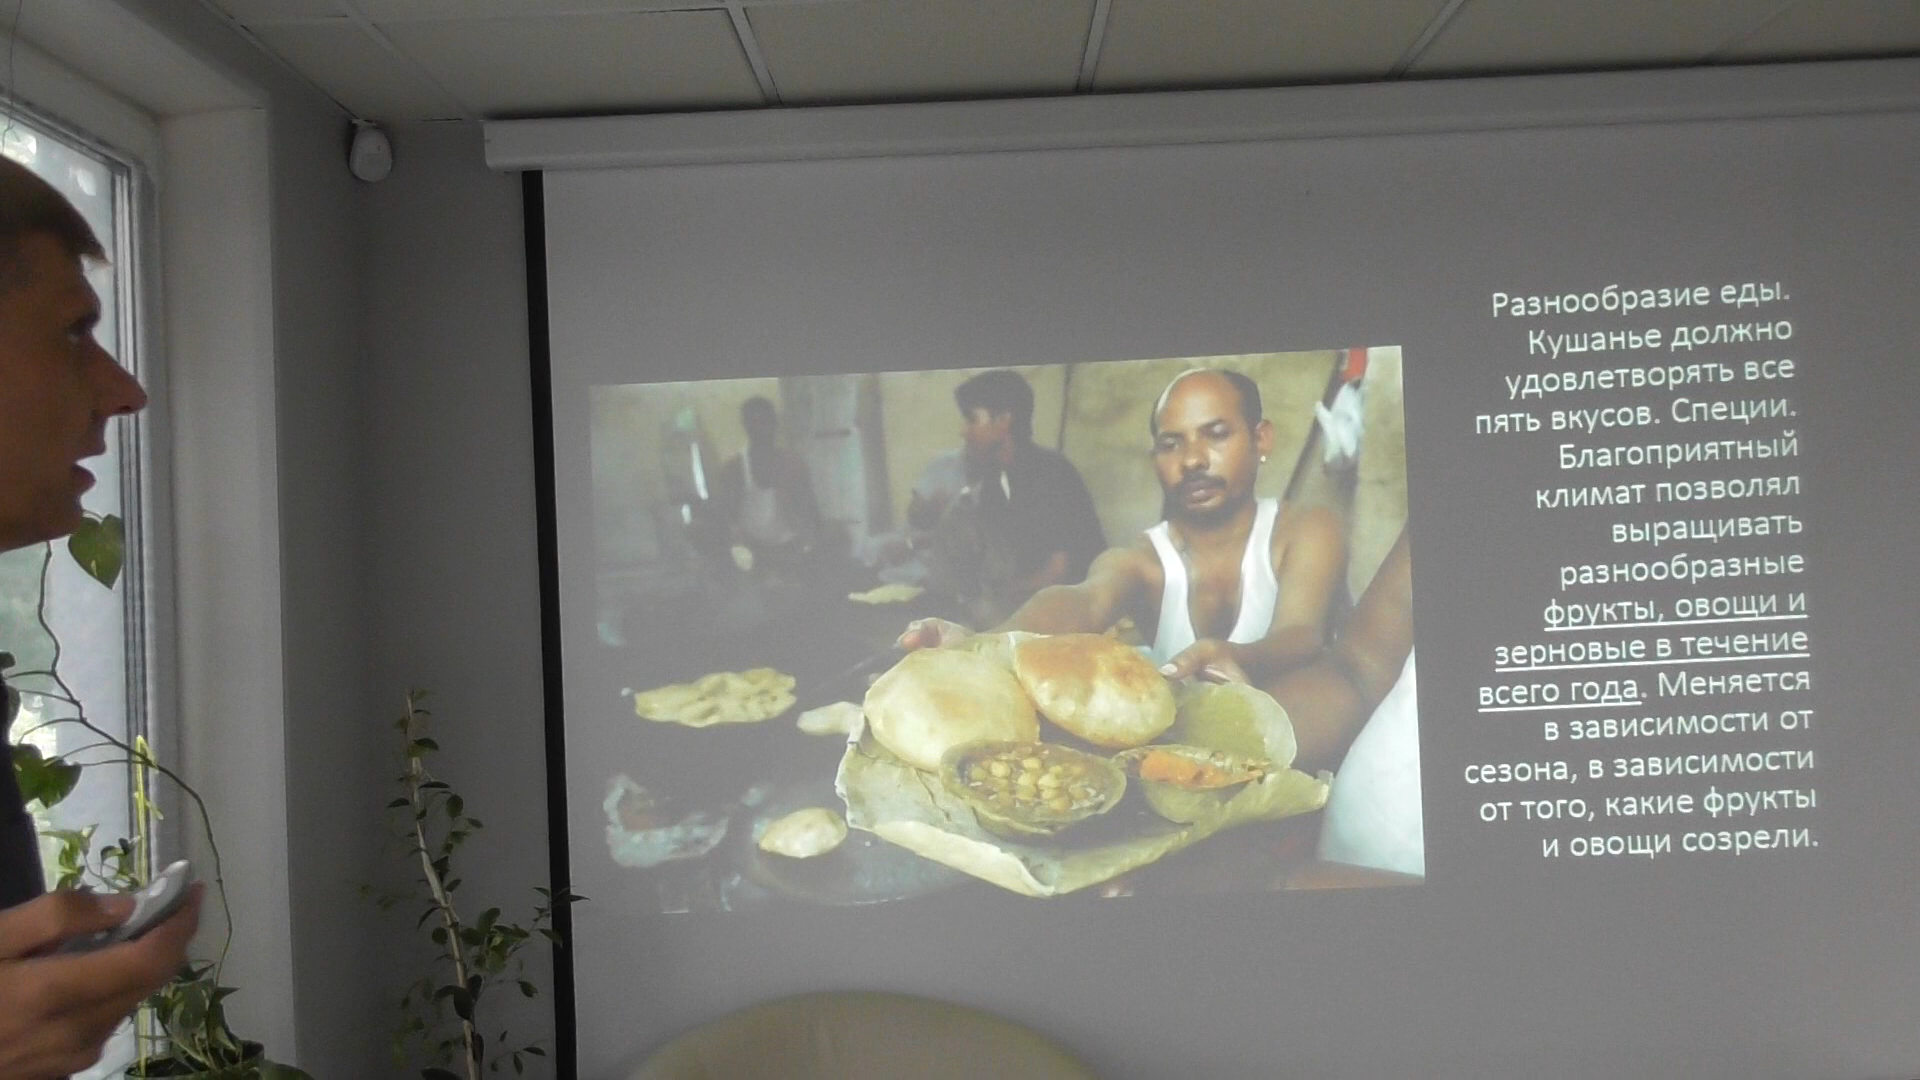 Разнообразие еды.
Кушанье должно
удовлетворять все
пять вкусов. Специи.
Благоприятный
климат позволял
выращивать
разнообразные
фрукты, овощи и
зерновые в течение
всего года. Меняется
в зависимости от
сезона, в зависимости
от того, какие фрукты
и овощи созрели.